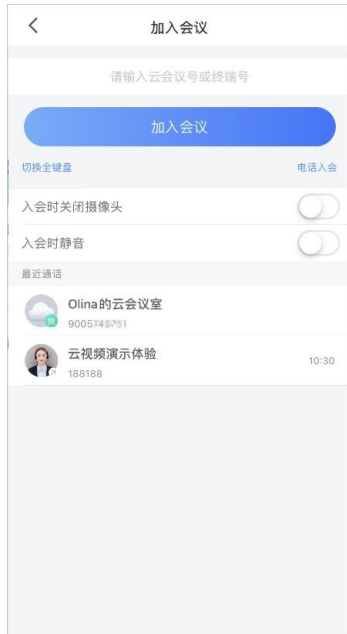 加入会议
请输入云会议号或终端号
加入会议
切换全键盘 电话入会
入会时关闭摄像头
入会时静音
最近通话
Olina的云会议室
云视频演示体验 10:30
188188